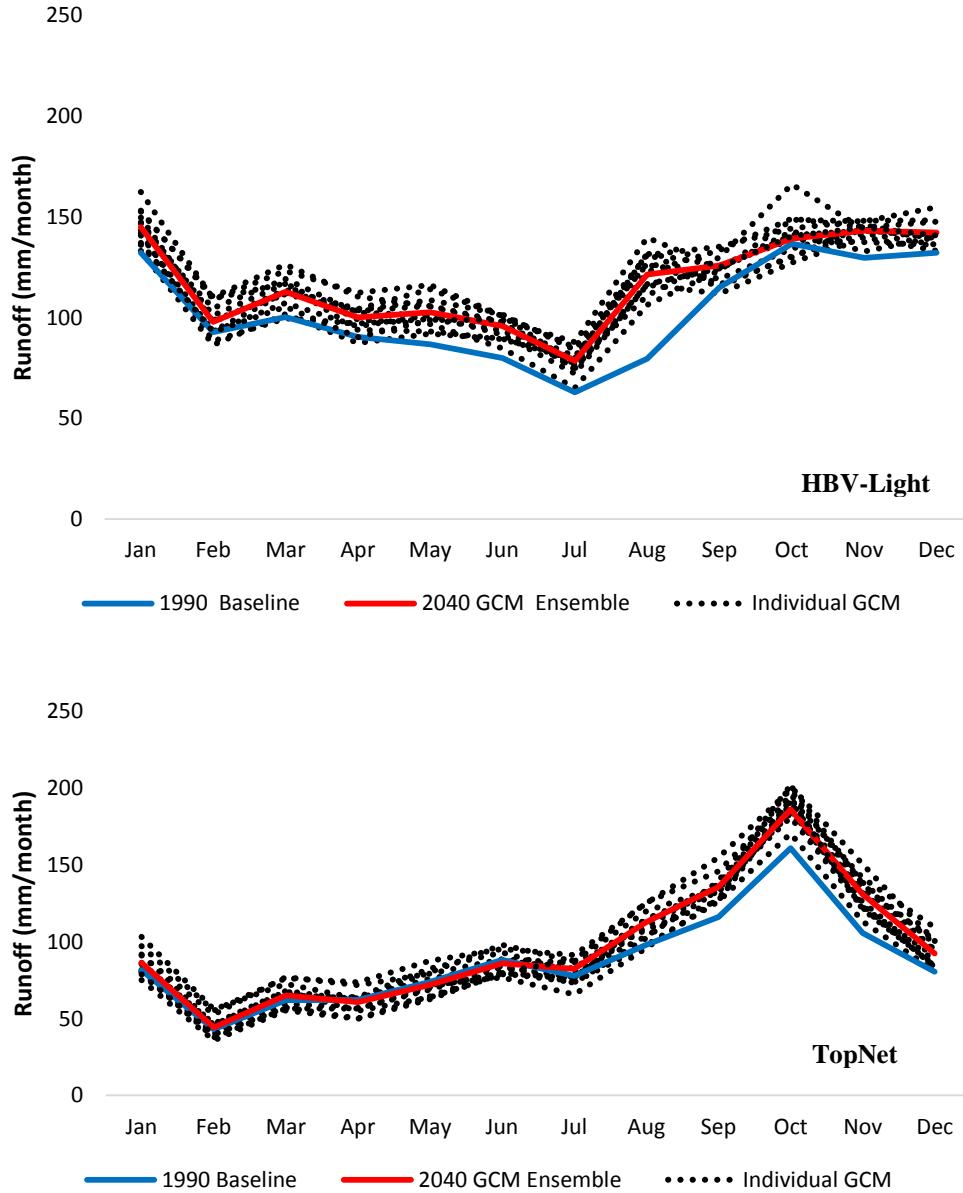 250
200
150
100
50
0
Runoff (mm/month)
HBV-Light
Jan Feb Mar Apr May Jun Jul Aug Sep Oct Nov Dec
1990 Baseline 2040 GCM Ensemble Individual GCM
250
200
150
100
50
0
Runoff (mm/month)
TopNet
Jan Feb Mar Apr May Jun Jul Aug Sep Oct Nov Dec
1990 Baseline 2040 GCM Ensemble Individual GCM